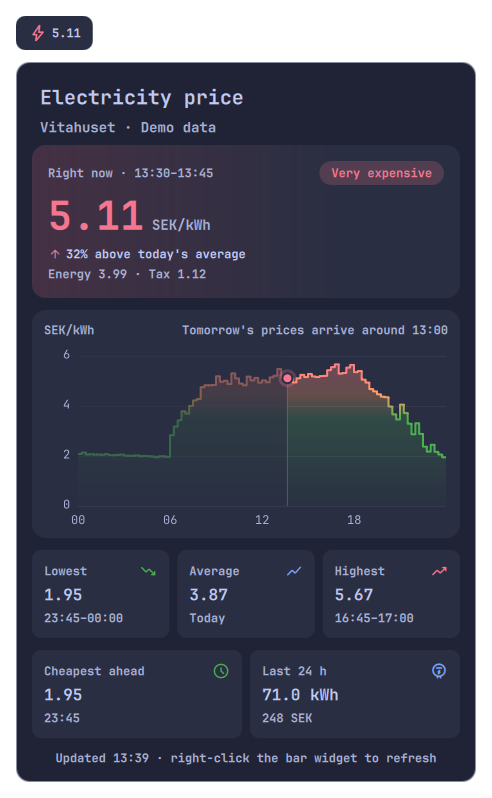 5.11
Electricity price
Vitahuset · Demo data
Right now · 13:30–13:45
Very expensive
5.11 SEK/kWh
↑ 32% above today's average
Energy 3.99 · Tax 1.12
SEK/kWh
Tomorrow's prices arrive around 13:00
6
4
2
0
00 06 12 18
Lowest
1.95
23:45–00:00
Average
3.87
Today
Highest
5.67
16:45–17:00
Cheapest ahead
1.95
23:45
Last 24 h
71.0 kWh
248 SEK
Updated 13:39 · right-click the bar widget to refresh